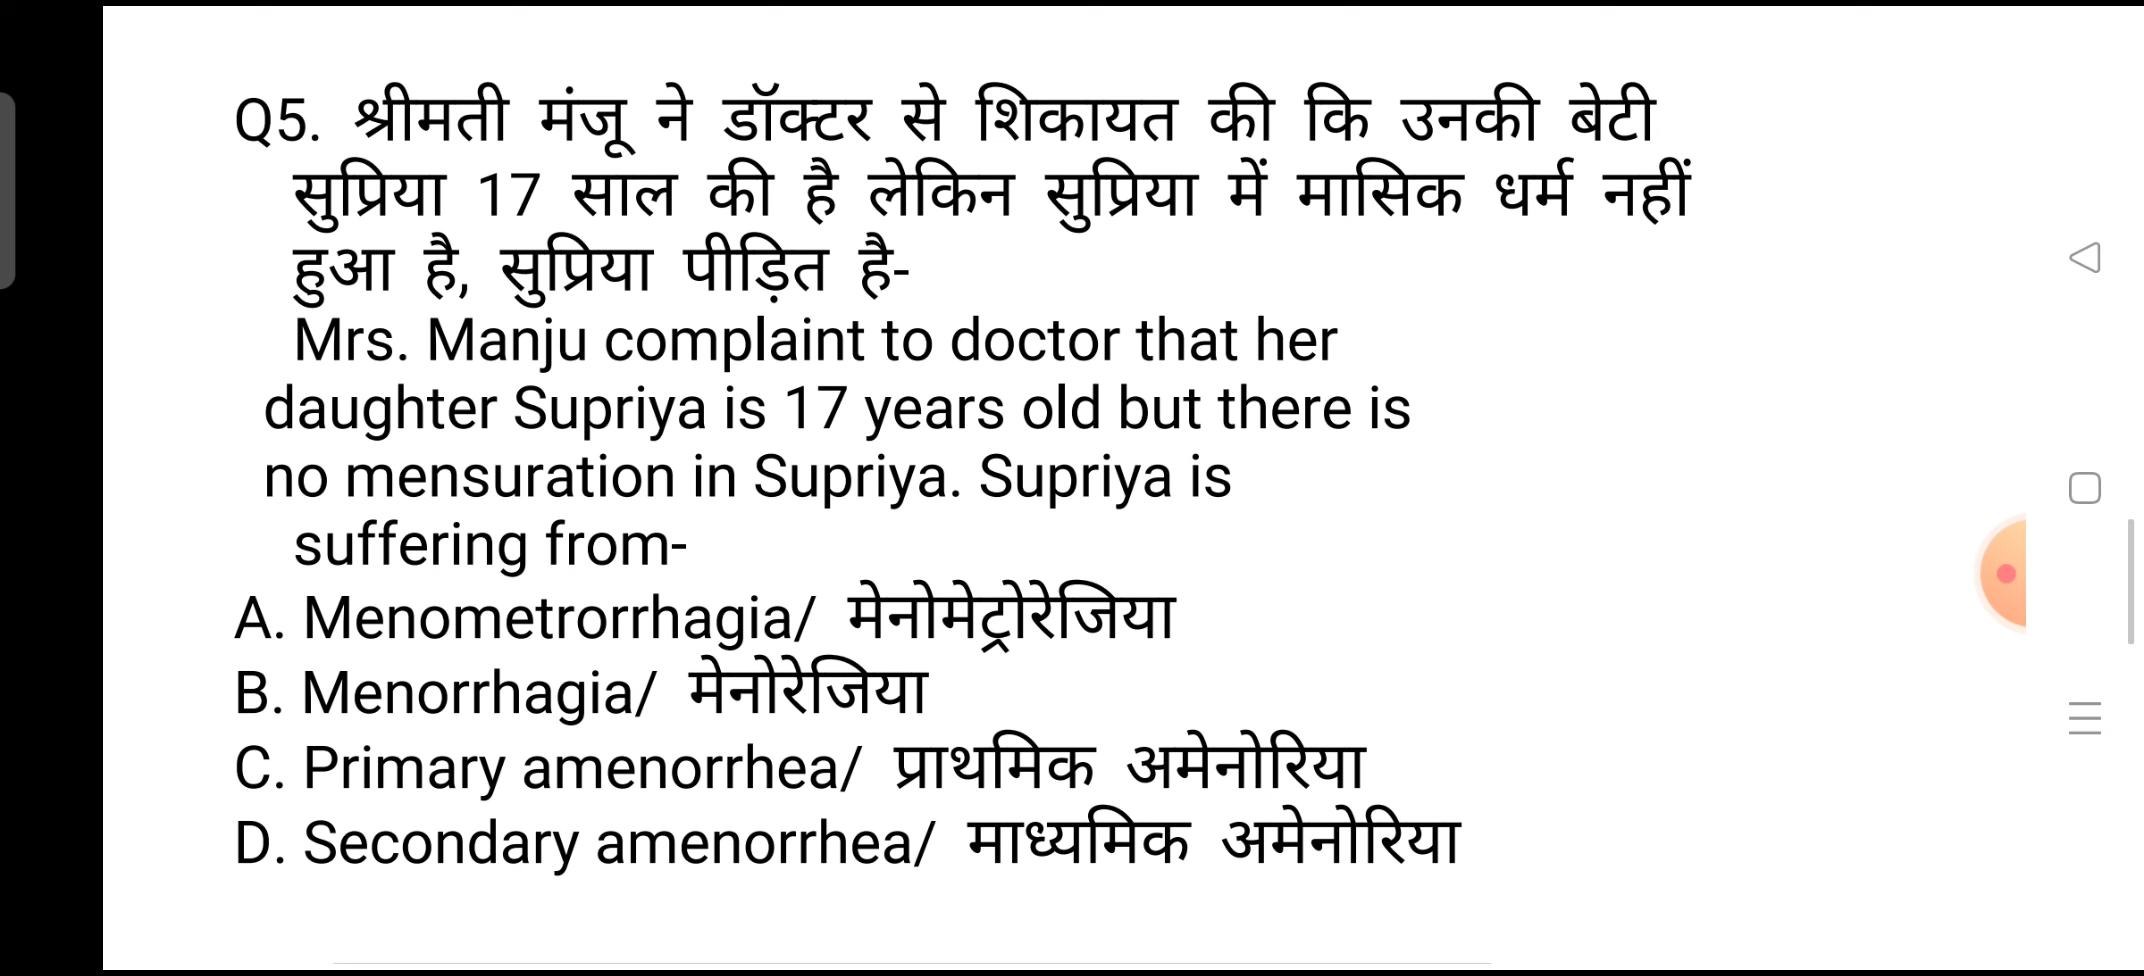 Q5. श्रीमती मंजू ने डॉक्टर से शिकायत की कि उनकी बेटी
सुप्रिया 17 साल की है लेकिन सुप्रिया में मासिक धर्म नहीं
हुआ है, सुप्रिया पीड़ित है-
Mrs. Manju complaint to doctor that her
daughter Supriya is 17 years old but there is
no mensuration in Supriya. Supriya is
suffering from-
A. Menometrorrhagia/ मेनोमेट्रोरेजिया
B. Menorrhagia/ मेनोरेजिया
C. Primary amenorrhea/ प्राथमिक अमेनोरिया
D. Secondary amenorrhea/ माध्यमिक अमेनोरिया